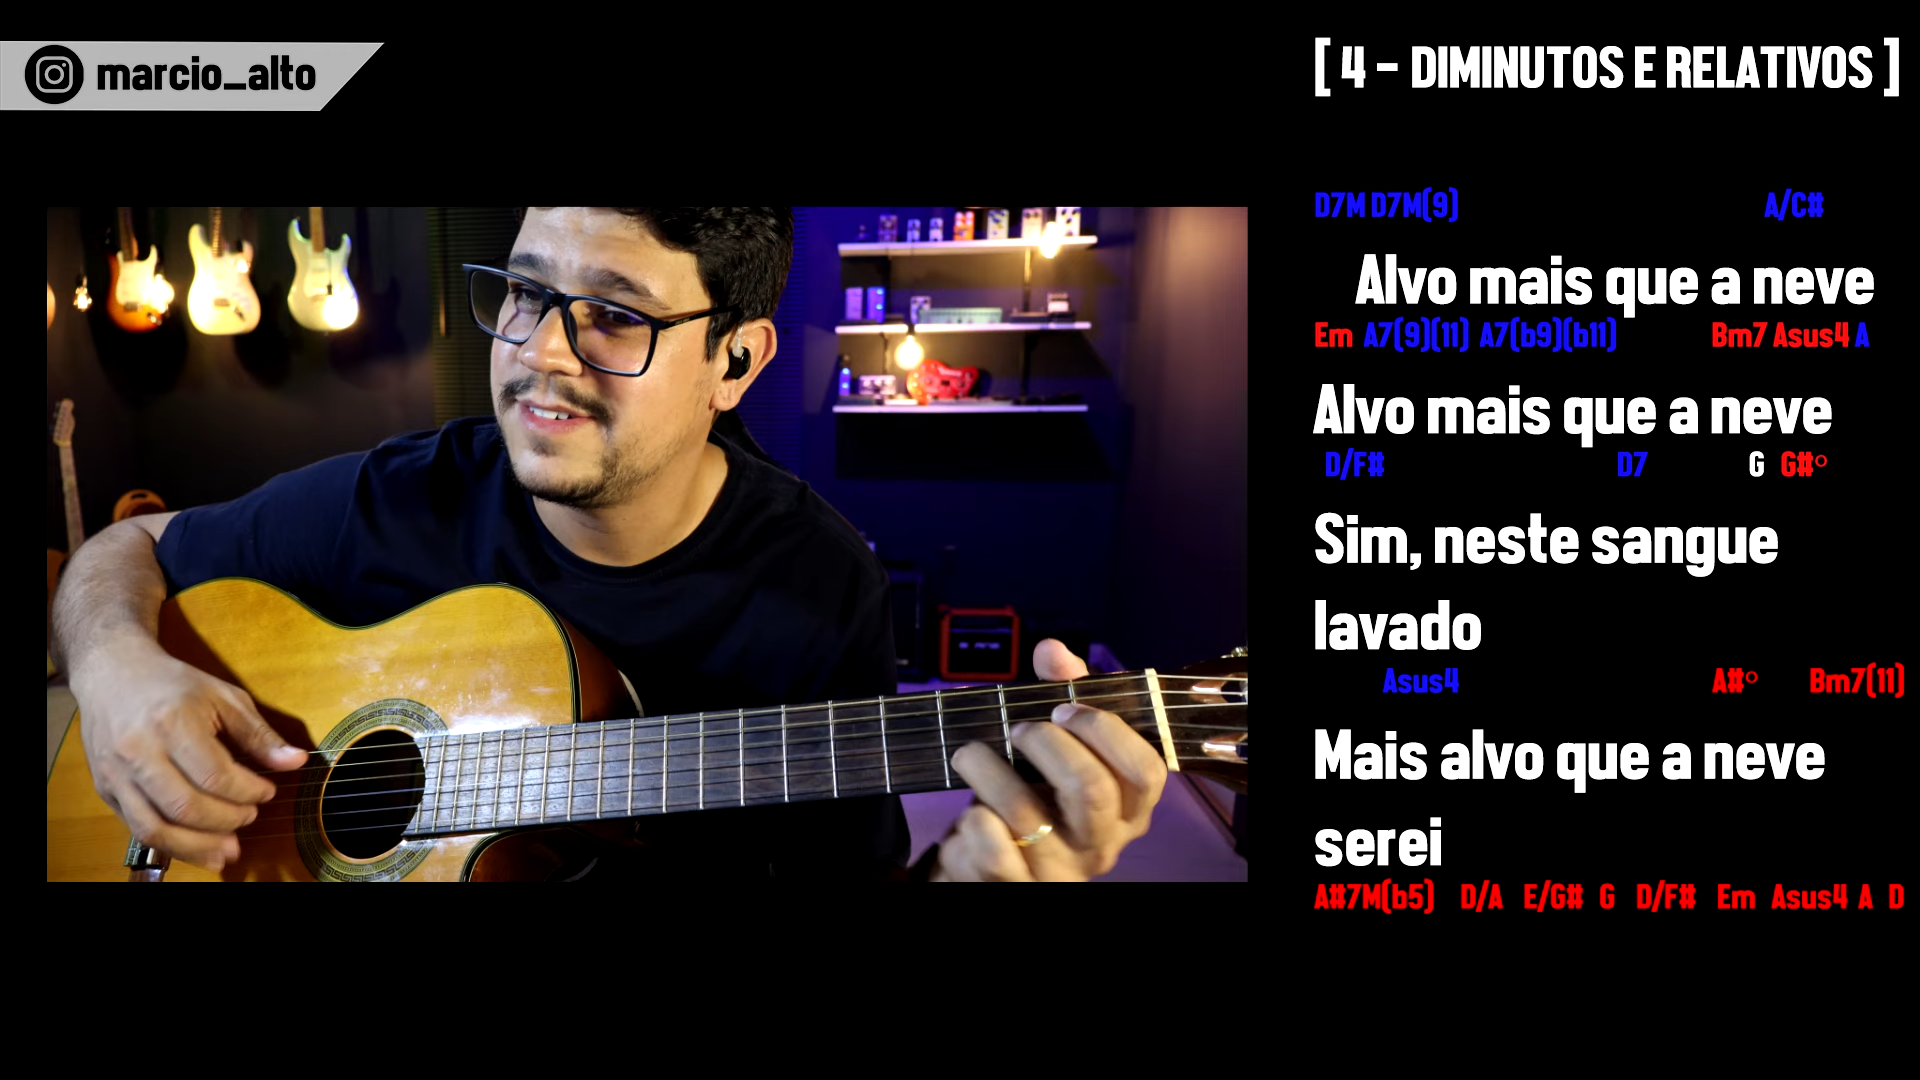 marcio_alto
[ 4 - DIMINUTOS E RELATIVOS ]
D7M D7M(9) A/C#
Alvo mais que a neve
Em A7(9)(11) A7(b9)(b11) Bm7 Asus4 A
Alvo mais que a neve
D/F# D7 G G#°
Sim, neste sangue
lavado
Asus4 A#° Bm7(11)
Mais alvo que a neve
serei
A#7M(b5) D/A E/G# G D/F# Em Asus4 A D